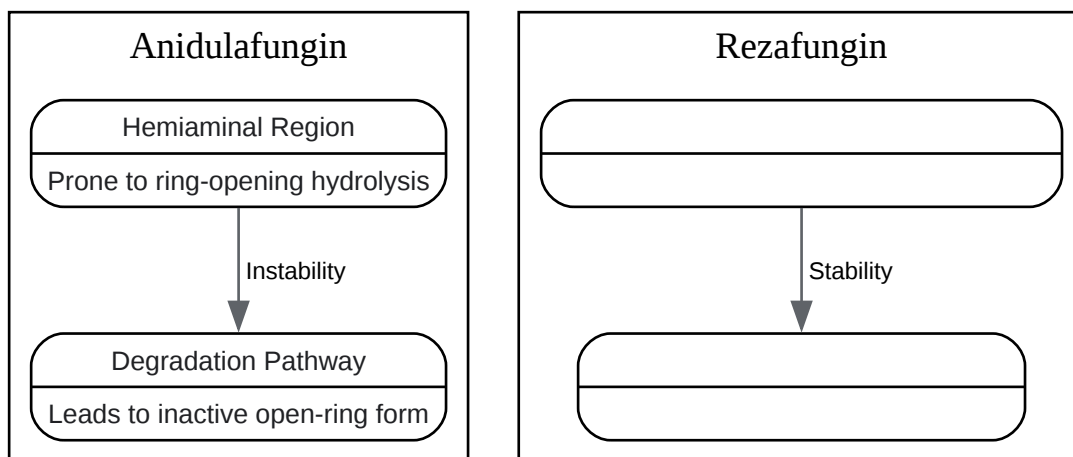 Anidulafungin
Hemiaminal Region
Prone to ring-opening hydrolysis
Instability
Degradation Pathway
Leads to inactive open-ring form
Rezafungin
Stability